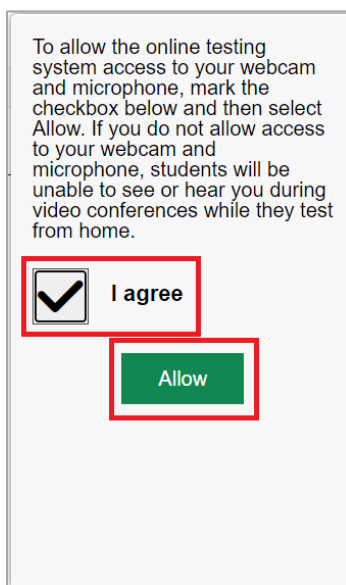 To allow the online testing
system access to your webcam
and microphone, mark the
checkbox below and then select
Allow. If you do not allow access
to your webcam and
microphone, students will be
unable to see or hear you during
video conferences while they test
from home.
I agree
Allow